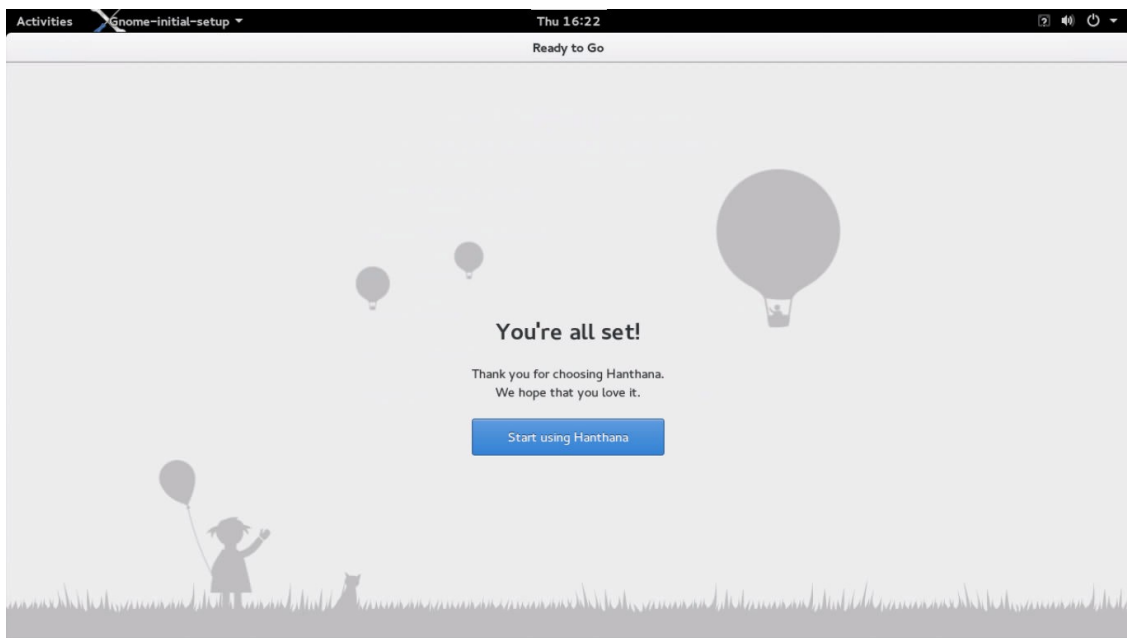 Activities Gnome-initial-setup Thu 16:22
Ready to Go
You're all set!
Thank you for choosing Hanthana.
We hope that you love it.
Start using Hanthana